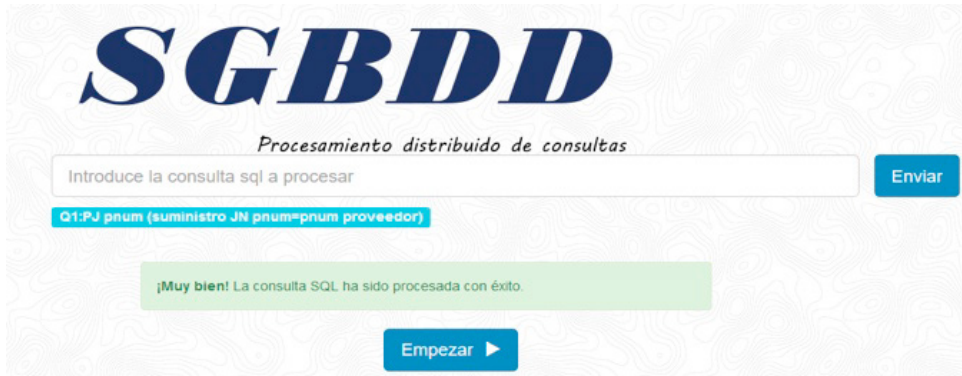 SGBDD
Procesamiento distribuido de consultas
Introduce la consulta sql a procesar
Enviar
Q1:PJ pnum (suministro JN pnum=pnum proveedor)
¡Muy bien! La consulta SQL ha sido procesada con éxito.
Empezar